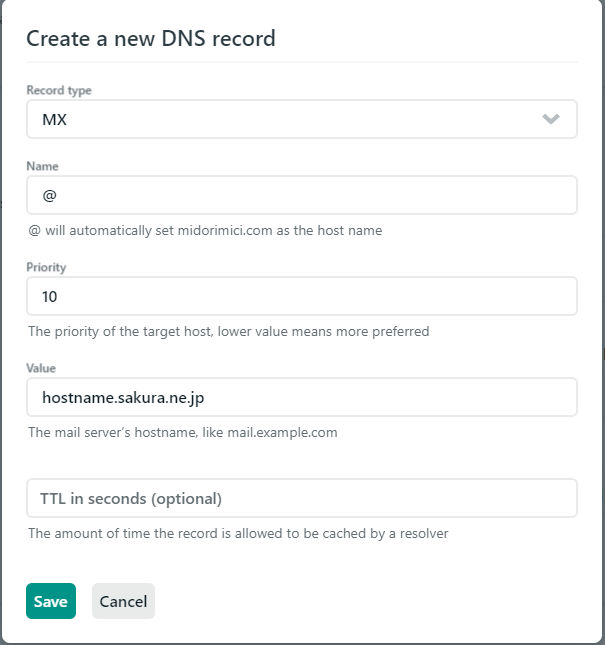 Create a new DNS record
Record type
MX
Name
@
@ will automatically set midorimici.com as the host name
Priority
10
The priority of the target host, lower value means more preferred
Value
hostname.sakura.ne.jp
The mail server's hostname, like mail.example.com
TTL in seconds (optional)
The amount of time the record is allowed to be cached by a resolver
Save
Cancel